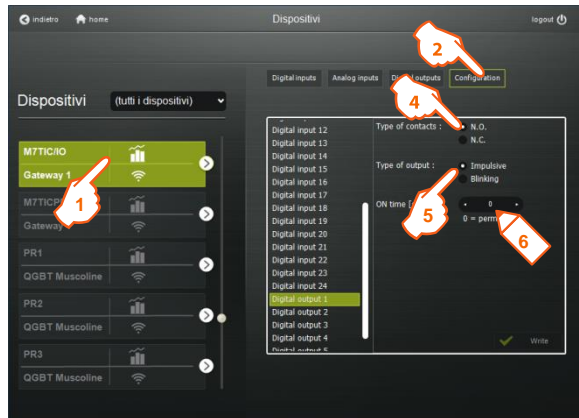 indietro
home
Dispositivi
logout
2
Digital inputs
Analog inputs
outputs
Configuration
Dispositivi
(tutti i dispositivi)
4
Digital input 12
Digital input 13
Digital input 14
Digital input 15
Digital input 16
Digital input 17
Digital input 18
Digital input 19
Digital input 20
Digital input 21
Digital input 22
Digital input 23
Digital input 24
Digital output 1
Digital output 2
Digital output 3
Digital output 4
Digital output 5
Type of contacts :
N.O.
N.C.
Type of output :
Impulsive
Blinking
ON time
0
0 =
5
6
Write
M7TIC/IO
Gateway 1
1
Gateway
PR1
QGBT Muscoline
PR2
QGBT Muscoline
PR3
QGBT Muscoline